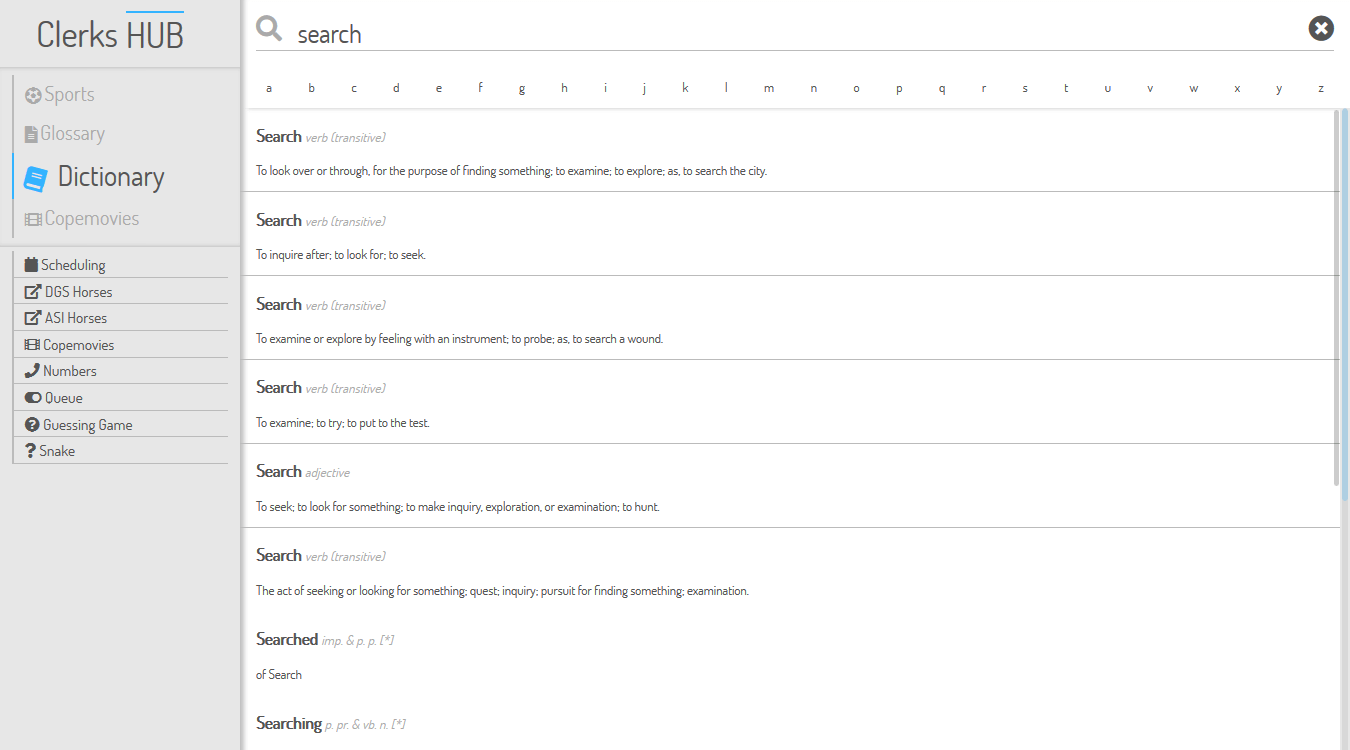 Clerks HUB
Sports
Glossary
Dictionary
Copemovies
Scheduling
DGS Horses
ASI Horses
Copemovies
Numbers
Queue
Guessing Game
Snake
search
a b c d e f g h i j k l m n o p q r s t u v w x y z
Search verb (transitive)
To look over or through, for the purpose of finding something; to examine; to explore; as, to search the city.
Search verb (transitive)
To inquire after; to look for; to seek.
Search verb (transitive)
To examine or explore by feeling with an instrument; to probe; as, to search a wound.
Search verb (transitive)
To examine; to try; to put to the test.
Search adjective
To seek; to look for something; to make inquiry, exploration, or examination; to hunt.
Search verb (transitive)
The act of seeking or looking for something; quest; inquiry; pursuit for finding something; examination.
Searched imp. & p. p. [*]
of Search
Searching p. pr. & vb. n. [*]